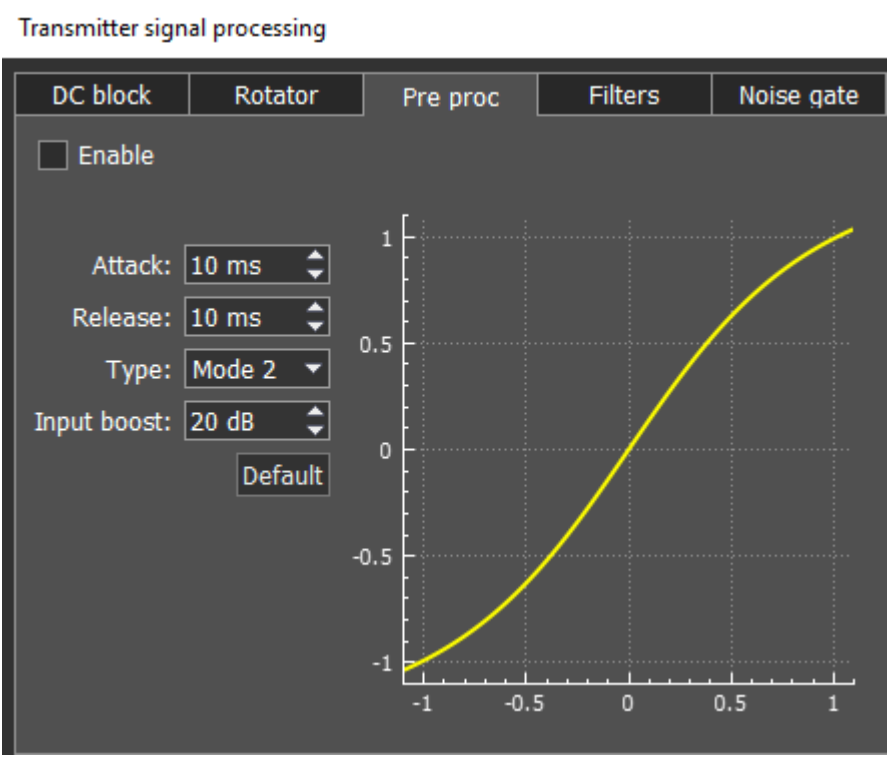 Transmitter signal processing
DC block Rotator Pre proc Filters Noise gate
Enable
Attack: 10 ms
Release: 10 ms
Type: Mode 2
Input boost: 20 dB
Default
1
0.5
0
-0.5
-1
-1 -0.5 0 0.5 1